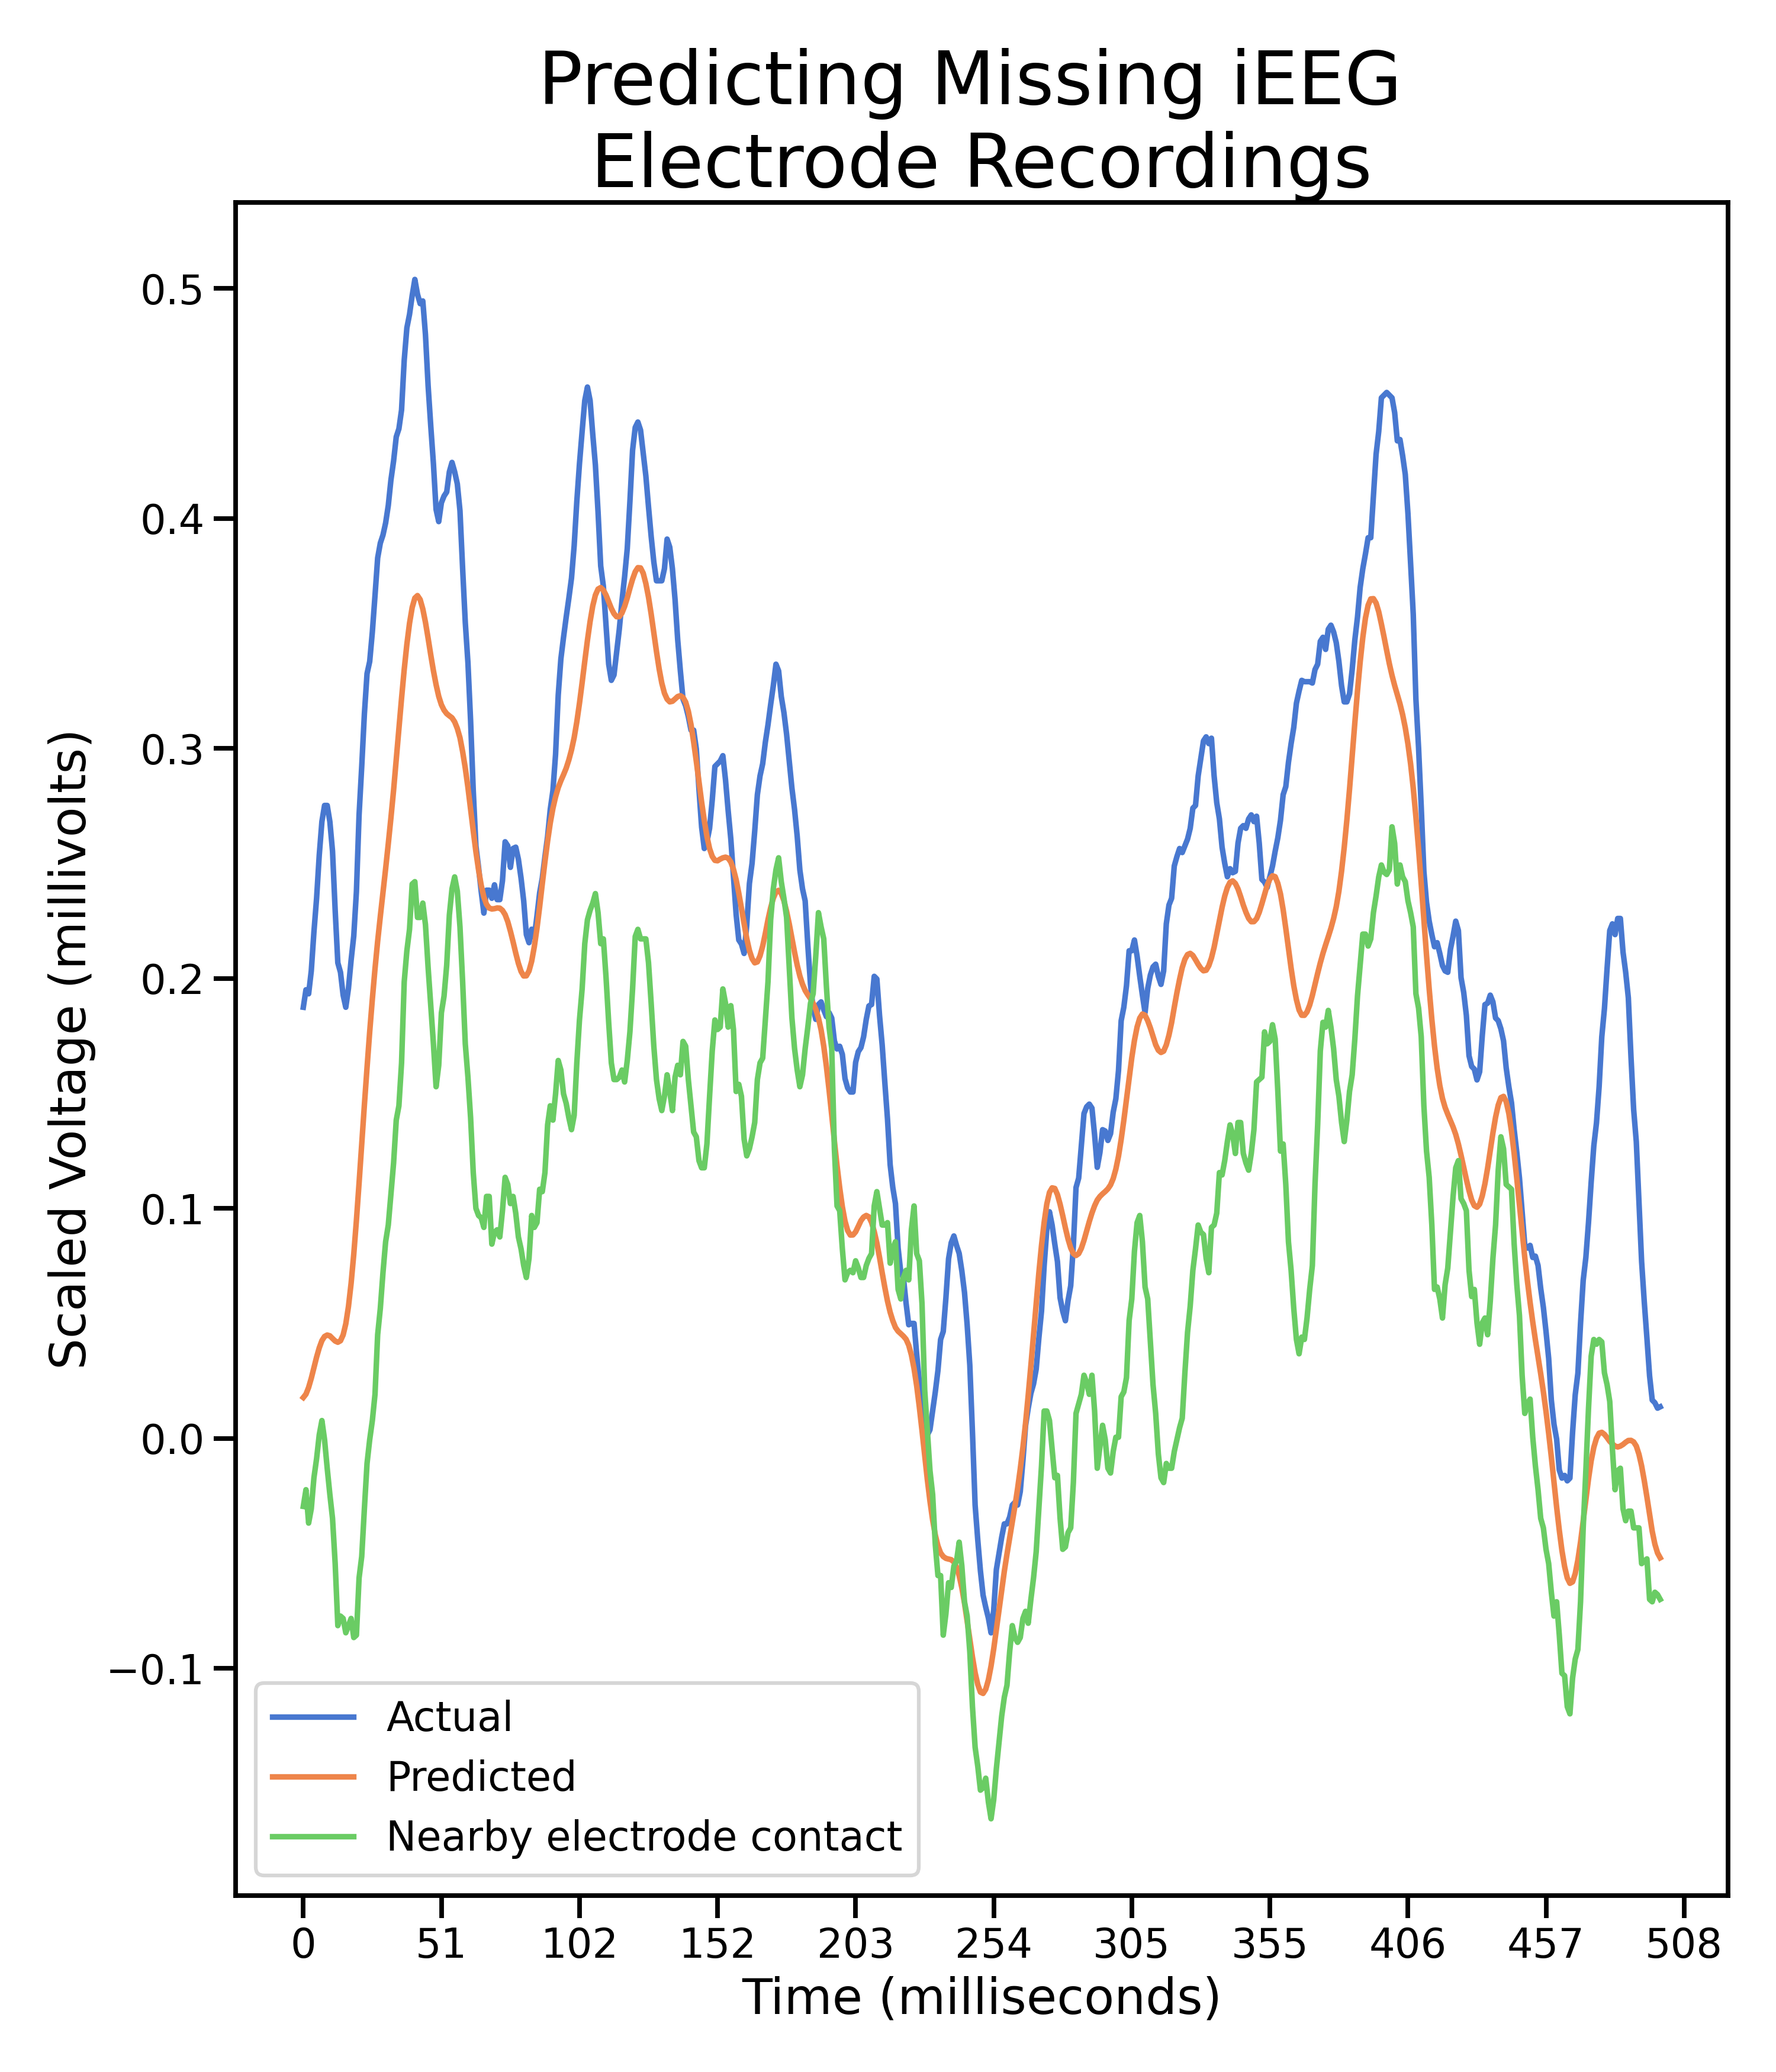 Predicting Missing iEEG
Electrode Recordings
Scaled Voltage (millivolts)
0.5
0.4
0.3
0.2
0.1
0.0
−0.1
Actual
Predicted
Nearby electrode contact
0 51 102 152 203 254 305 355 406 457 508
Time (milliseconds)